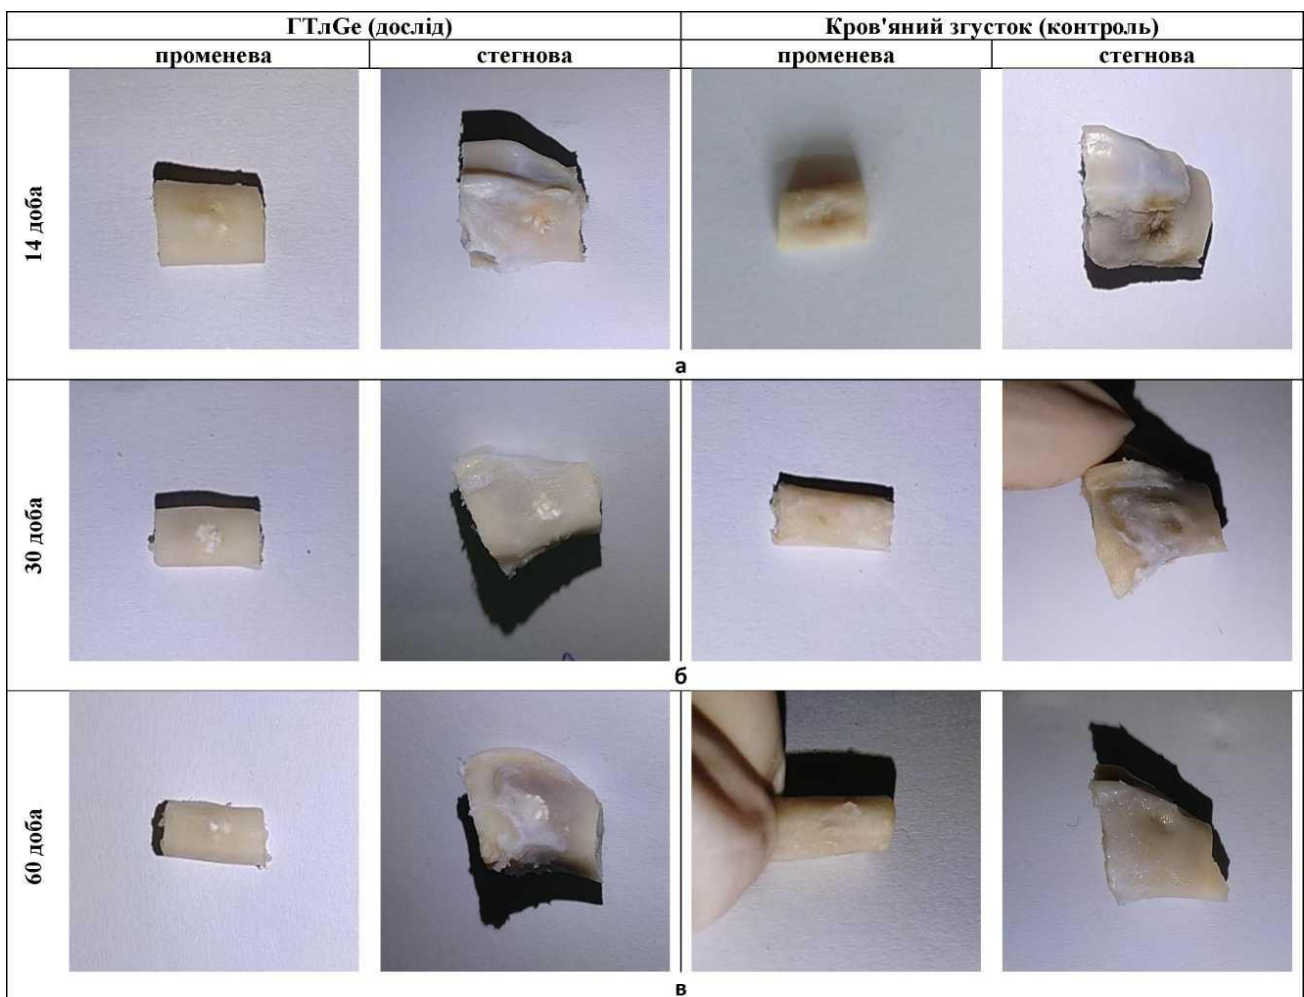 ГТлGe (дослід) Кров'яний згусток (контроль)
променева стегнова променева стегнова
14 доба
а
30 доба
б
60 доба
в